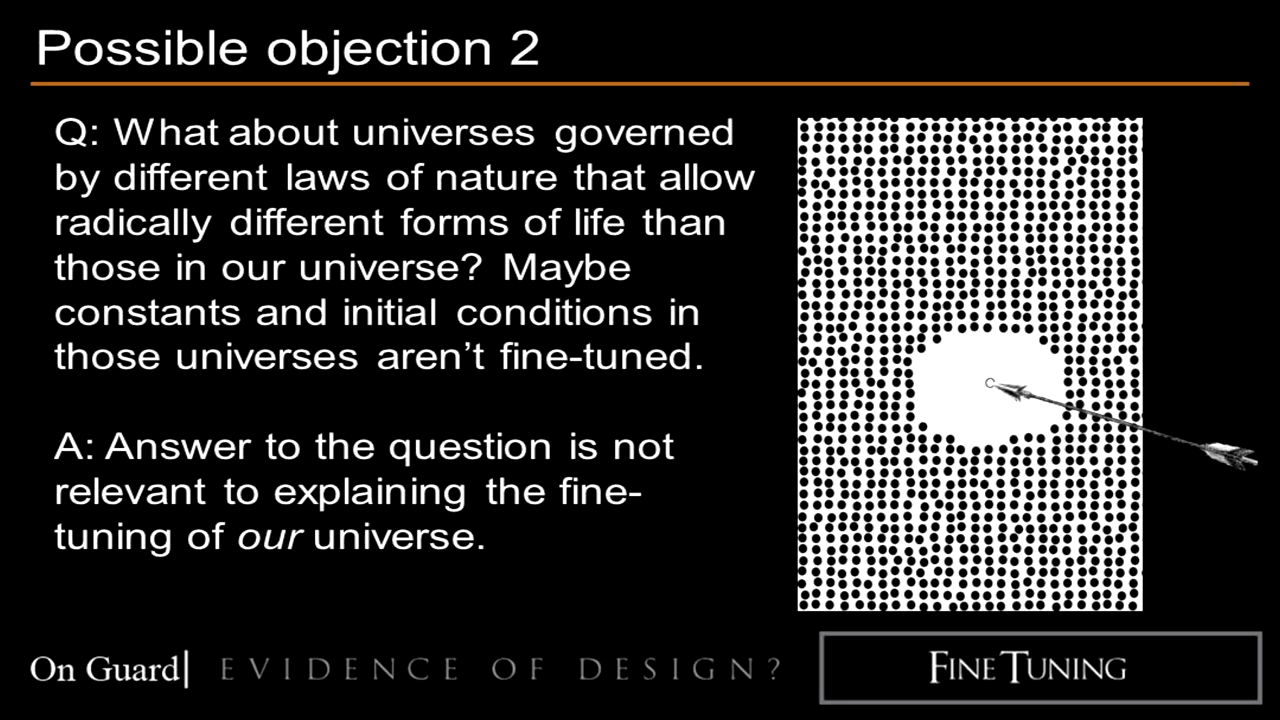 Possible objection 2
Q: What about universes governed
by different laws of nature that allow
radically different forms of life than
those in our universe? Maybe
constants and initial conditions in
those universes aren’t fine-tuned.
A: Answer to the question is not
relevant to explaining the fine-
tuning of our universe.
On Guard| EVIDENCE OF DESIGN?
FINE TUNING